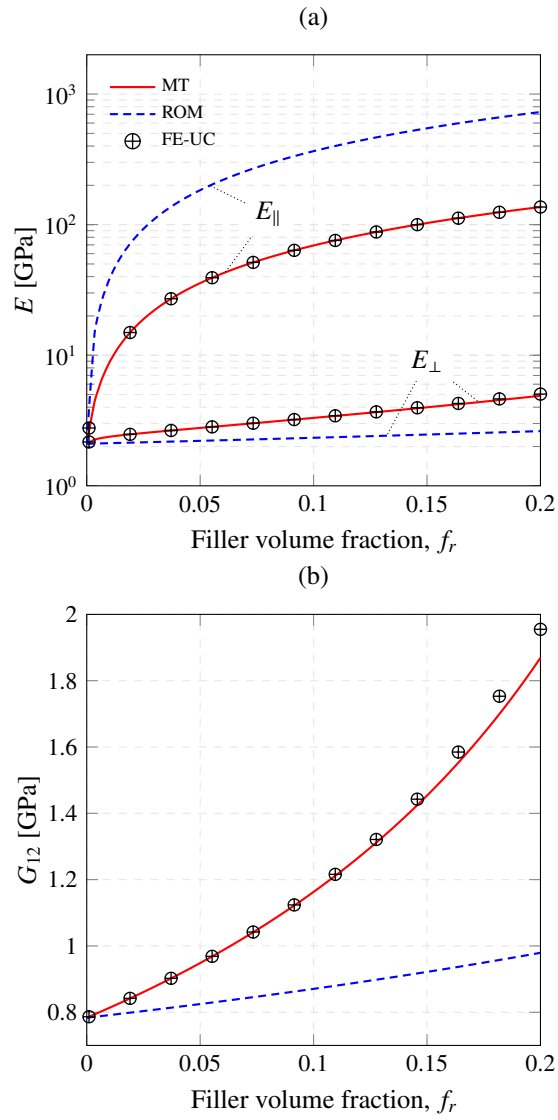 (a)
MT
ROM
FE-UC
10³
10²
10¹
10⁰
E [GPa]
E∥
E⊥
0 0.05 0.1 0.15 0.2
Filler volume fraction, fᵣ
(b)
2
1.8
1.6
1.4
1.2
1
0.8
G₁₂ [GPa]
0 0.05 0.1 0.15 0.2
Filler volume fraction, fᵣ